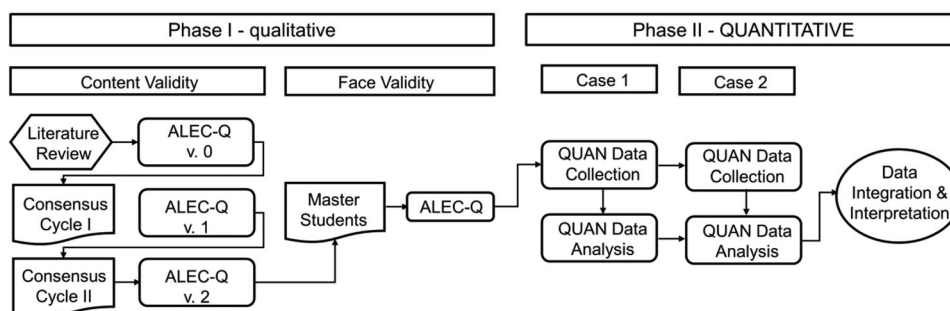 Phase I - qualitative
Phase II - QUANTITATIVE
Content Validity
Face Validity
Case 1
Case 2
Literature
Review
ALEC-Q
v. 0
Consensus
Cycle I
ALEC-Q
v. 1
Consensus
Cycle II
ALEC-Q
v. 2
Master
Students
ALEC-Q
QUAN Data
Collection
QUAN Data
Collection
QUAN Data
Analysis
QUAN Data
Analysis
Data
Integration &
Interpretation